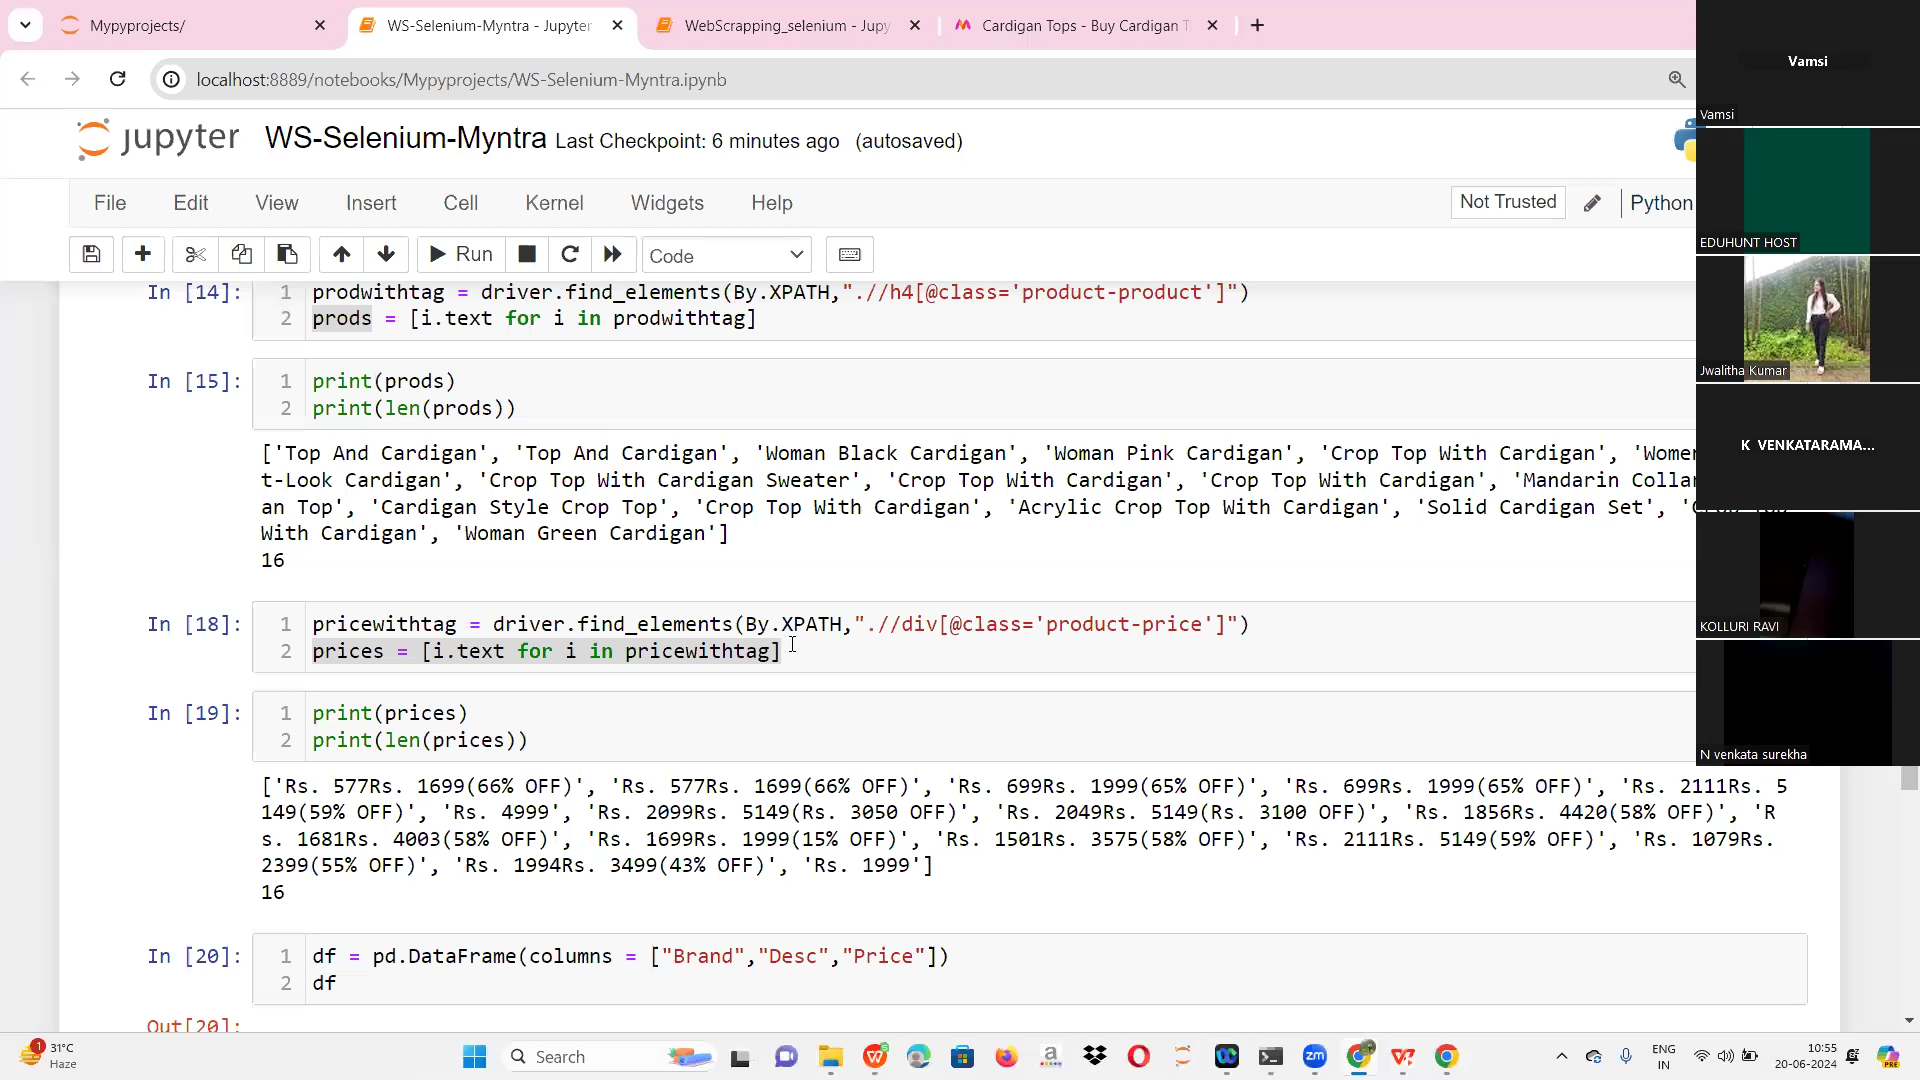 Mypyprojects/
WS-Selenium-Myntra - Jupyter
WebScrapping_selenium - Jupy
Cardigan Tops - Buy Cardigan T
localhost:8889/notebooks/Mypyprojects/WS-Selenium-Myntra.ipynb
jupyter WS-Selenium-Myntra Last Checkpoint: 6 minutes ago (autosaved)
File Edit View Insert Cell Kernel Widgets Help Not Trusted Python
Run Code
In [14]: 1 prodwithtag = driver.find_elements(By.XPATH,".//h4[@class='product-product']")
2 prods = [i.text for i in prodwithtag]
In [15]: 1 print(prods)
2 print(len(prods))
['Top And Cardigan', 'Top And Cardigan', 'Woman Black Cardigan', 'Woman Pink Cardigan', 'Crop Top With Cardigan', 'Women
t-Look Cardigan', 'Crop Top With Cardigan Sweater', 'Crop Top With Cardigan', 'Crop Top With Cardigan', 'Mandarin Collar
an Top', 'Cardigan Style Crop Top', 'Crop Top With Cardigan', 'Acrylic Crop Top With Cardigan', 'Solid Cardigan Set', 'Crop Top
With Cardigan', 'Woman Green Cardigan']
16
In [18]: 1 pricewithtag = driver.find_elements(By.XPATH,".//div[@class='product-price']")
2 prices = [i.text for i in pricewithtag]
In [19]: 1 print(prices)
2 print(len(prices))
['Rs. 577Rs. 1699(66% OFF)', 'Rs. 577Rs. 1699(66% OFF)', 'Rs. 699Rs. 1999(65% OFF)', 'Rs. 699Rs. 1999(65% OFF)', 'Rs. 2111Rs. 5
149(59% OFF)', 'Rs. 4999', 'Rs. 2099Rs. 5149(Rs. 3050 OFF)', 'Rs. 2049Rs. 5149(Rs. 3100 OFF)', 'Rs. 1856Rs. 4420(58% OFF)', 'R
s. 1681Rs. 4003(58% OFF)', 'Rs. 1699Rs. 1999(15% OFF)', 'Rs. 1501Rs. 3575(58% OFF)', 'Rs. 2111Rs. 5149(59% OFF)', 'Rs. 1079Rs.
2399(55% OFF)', 'Rs. 1994Rs. 3499(43% OFF)', 'Rs. 1999']
16
In [20]: 1 df = pd.DataFrame(columns = ["Brand","Desc","Price"])
2 df
Out[20]:
Vamsi
Vamsi
EDUHUNT HOST
Jwalitha Kumar
K VENKATARAMA...
KOLLURI RAVI
N venkata surekha
1
31°C
Haze
Search
ENG
IN
10:55
20-06-2024